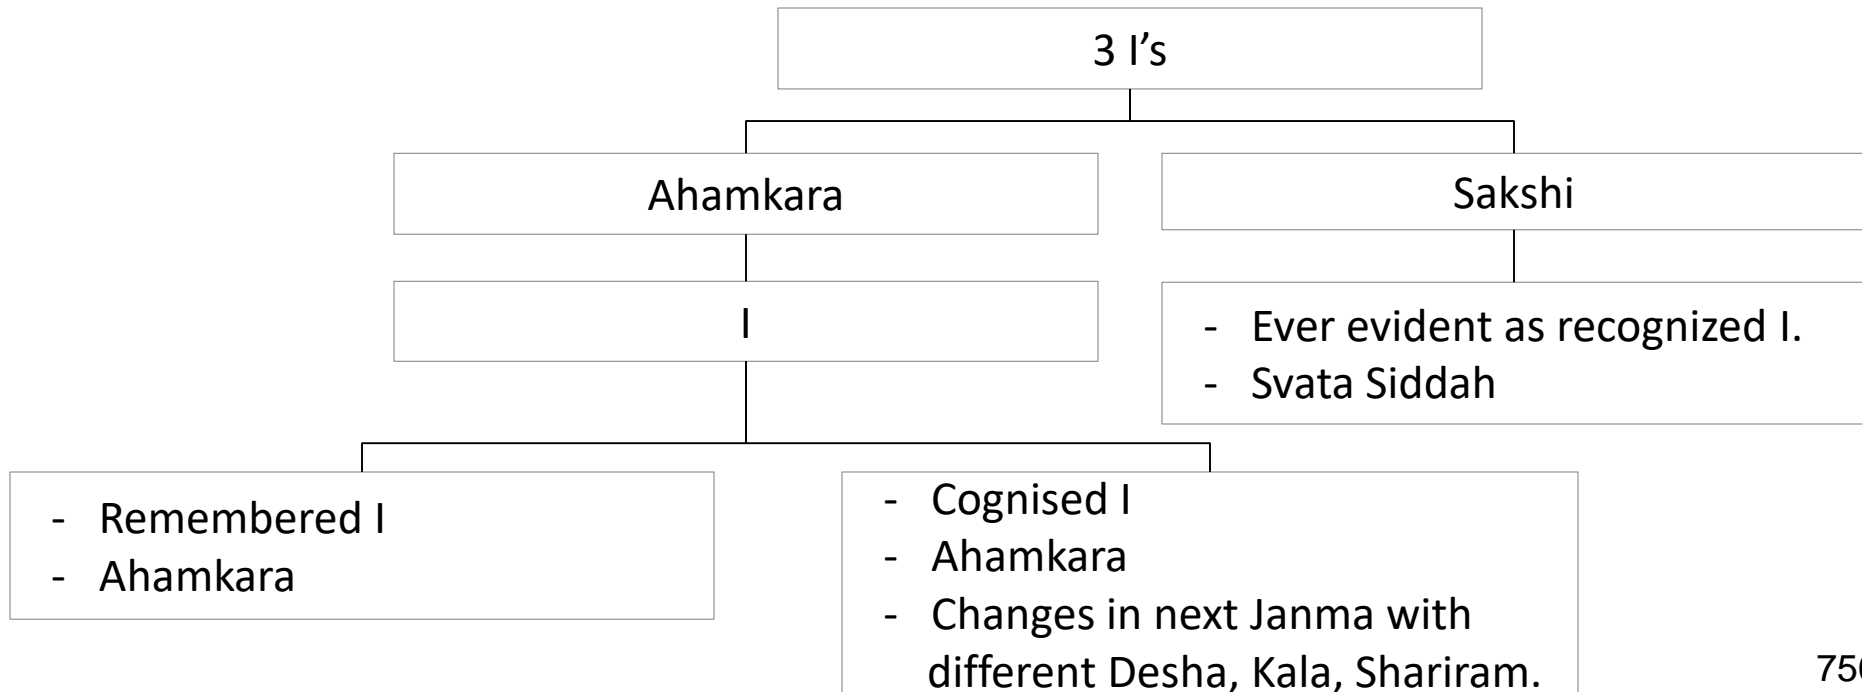 3 I’s
Ahamkara
Sakshi
I
- Ever evident as recognized I.
- Svata Siddah
- Remembered I
- Ahamkara
- Cognised I
- Ahamkara
- Changes in next Janma with
different Desha, Kala, Shariram.